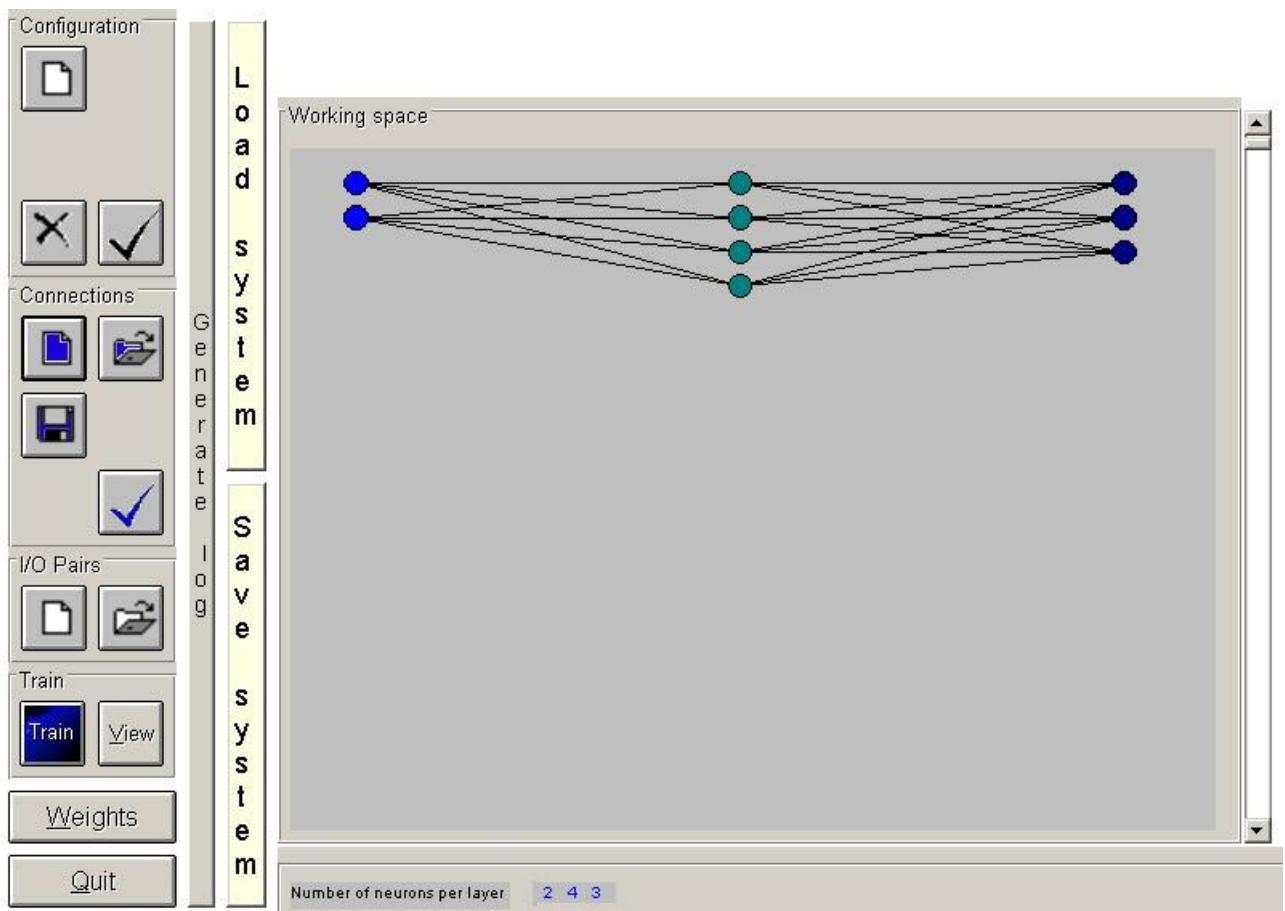 Configuration
Connections
I/O Pairs
Train
Train
View
Weights
Quit
Generate log
Load system
Save system
Working space
Number of neurons per layer 2 4 3